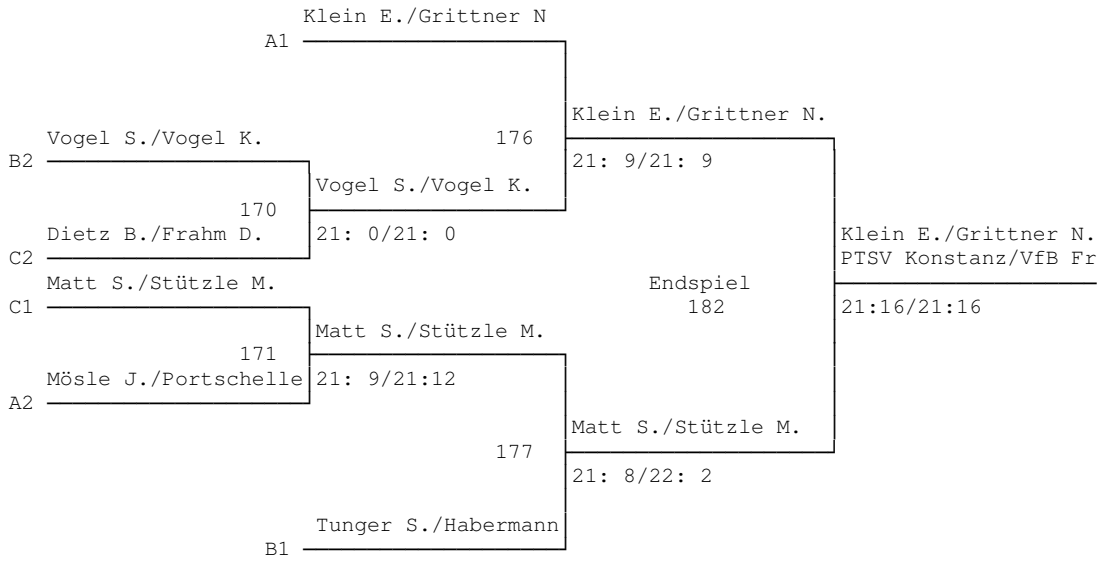 Klein E./Grittner N
A1
Klein E./Grittner N.
Vogel S./Vogel K.
176
B2
21: 9/21: 9
Vogel S./Vogel K.
170
Dietz B./Frahm D.
21: 0/21: 0
Klein E./Grittner N.
C2
PTSV Konstanz/VfB Fr
Matt S./Stützle M.
Endspiel
C1
182
21:16/21:16
Matt S./Stützle M.
171
Mösle J./Portschelle
21: 9/21:12
A2
Matt S./Stützle M.
177
21: 8/22: 2
Tunger S./Habermann
B1